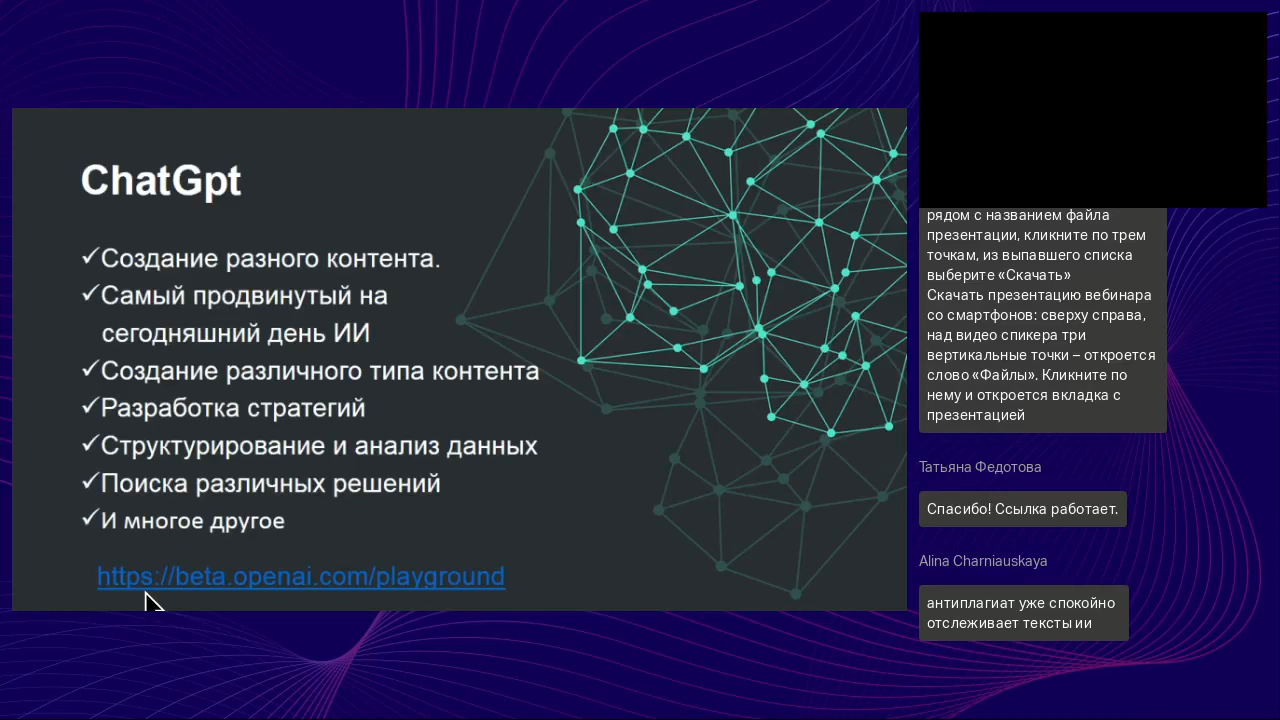 ChatGpt
✓Создание разного контента.
✓Самый продвинутый на
сегодняшний день ИИ
✓Создание различного типа контента
✓Разработка стратегий
✓Структурирование и анализ данных
✓Поиска различных решений
✓И многое другое
https://beta.openai.com/playground
рядом с названием файла
презентации, кликните по трем
точкам, из выпавшего списка
выберите «Скачать»
Скачать презентацию вебинара
со смартфонов: сверху справа,
над видео спикера три
вертикальные точки – откроется
слово «Файлы». Кликните по
нему и откроется вкладка с
презентацией
Татьяна Федотова
Спасибо! Ссылка работает.
Alina Charniauskaya
антиплагиат уже спокойно
отслеживает тексты ии